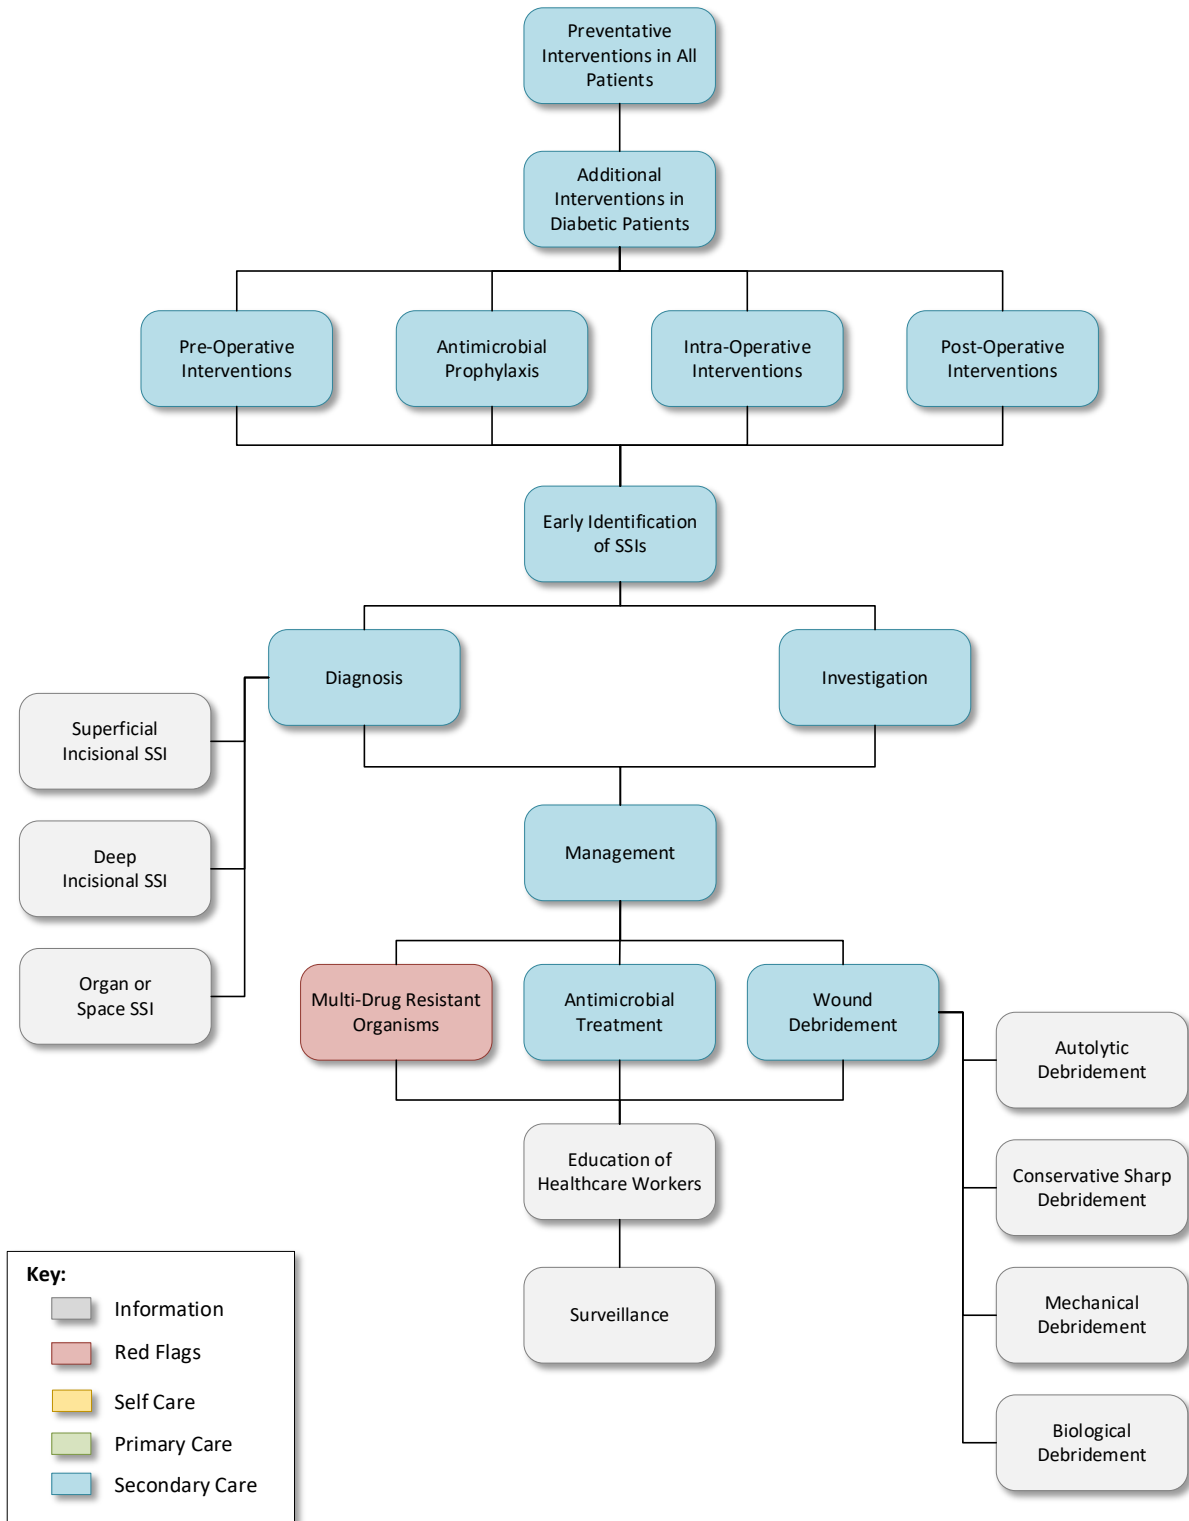 Preventative
Interventions in All
Patients
Additional
Interventions in
Diabetic Patients
Pre-Operative
Interventions
Antimicrobial
Prophylaxis
Intra-Operative
Interventions
Post-Operative
Interventions
Early Identification
of SSIs
Diagnosis
Investigation
Superficial
Incisional SSI
Deep
Incisional SSI
Organ or
Space SSI
Management
Multi-Drug Resistant
Organisms
Antimicrobial
Treatment
Wound
Debridement
Autolytic
Debridement
Conservative Sharp
Debridement
Mechanical
Debridement
Biological
Debridement
Education of
Healthcare Workers
Surveillance
Key:
Information
Red Flags
Self Care
Primary Care
Secondary Care